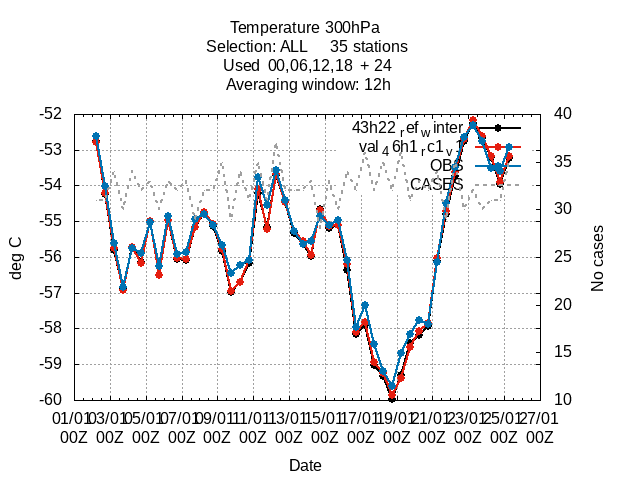 Temperature 300hPa
Selection: ALL 35 stations
Used 00,06,12,18 + 24
Averaging window: 12h
43h22_ref_winter
val_46h1_rc1_v1
OBS
CASES
-52
-53
-54
-55
-56
-57
-58
-59
-60
deg C
40
35
30
25
20
15
10
No cases
01/01 03/01 05/01 07/01 09/01 11/01 13/01 15/01 17/01 19/01 21/01 23/01 25/01 27/01
00Z 00Z 00Z 00Z 00Z 00Z 00Z 00Z 00Z 00Z 00Z 00Z 00Z 00Z
Date